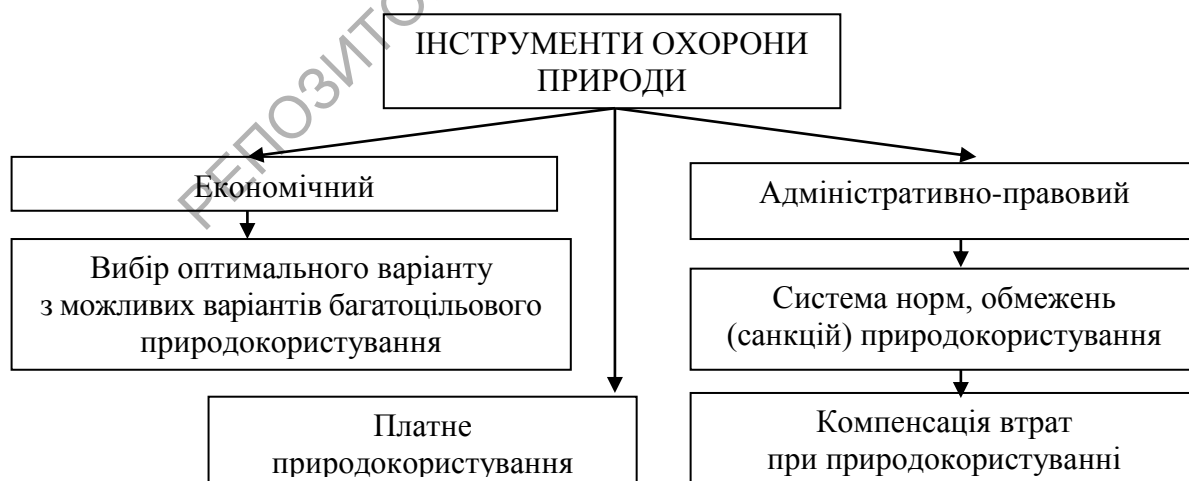 ІНСТРУМЕНТИ ОХОРОНИ
ПРИРОДИ
РЕПОЗИТО
Економічний
Адміністративно-правовий
Вибір оптимального варіанту
з можливих варіантів багатоцільового
природокористування
Система норм, обмежень
(санкцій) природокористування
Платне
природокористування
Компенсація втрат
при природокористуванні